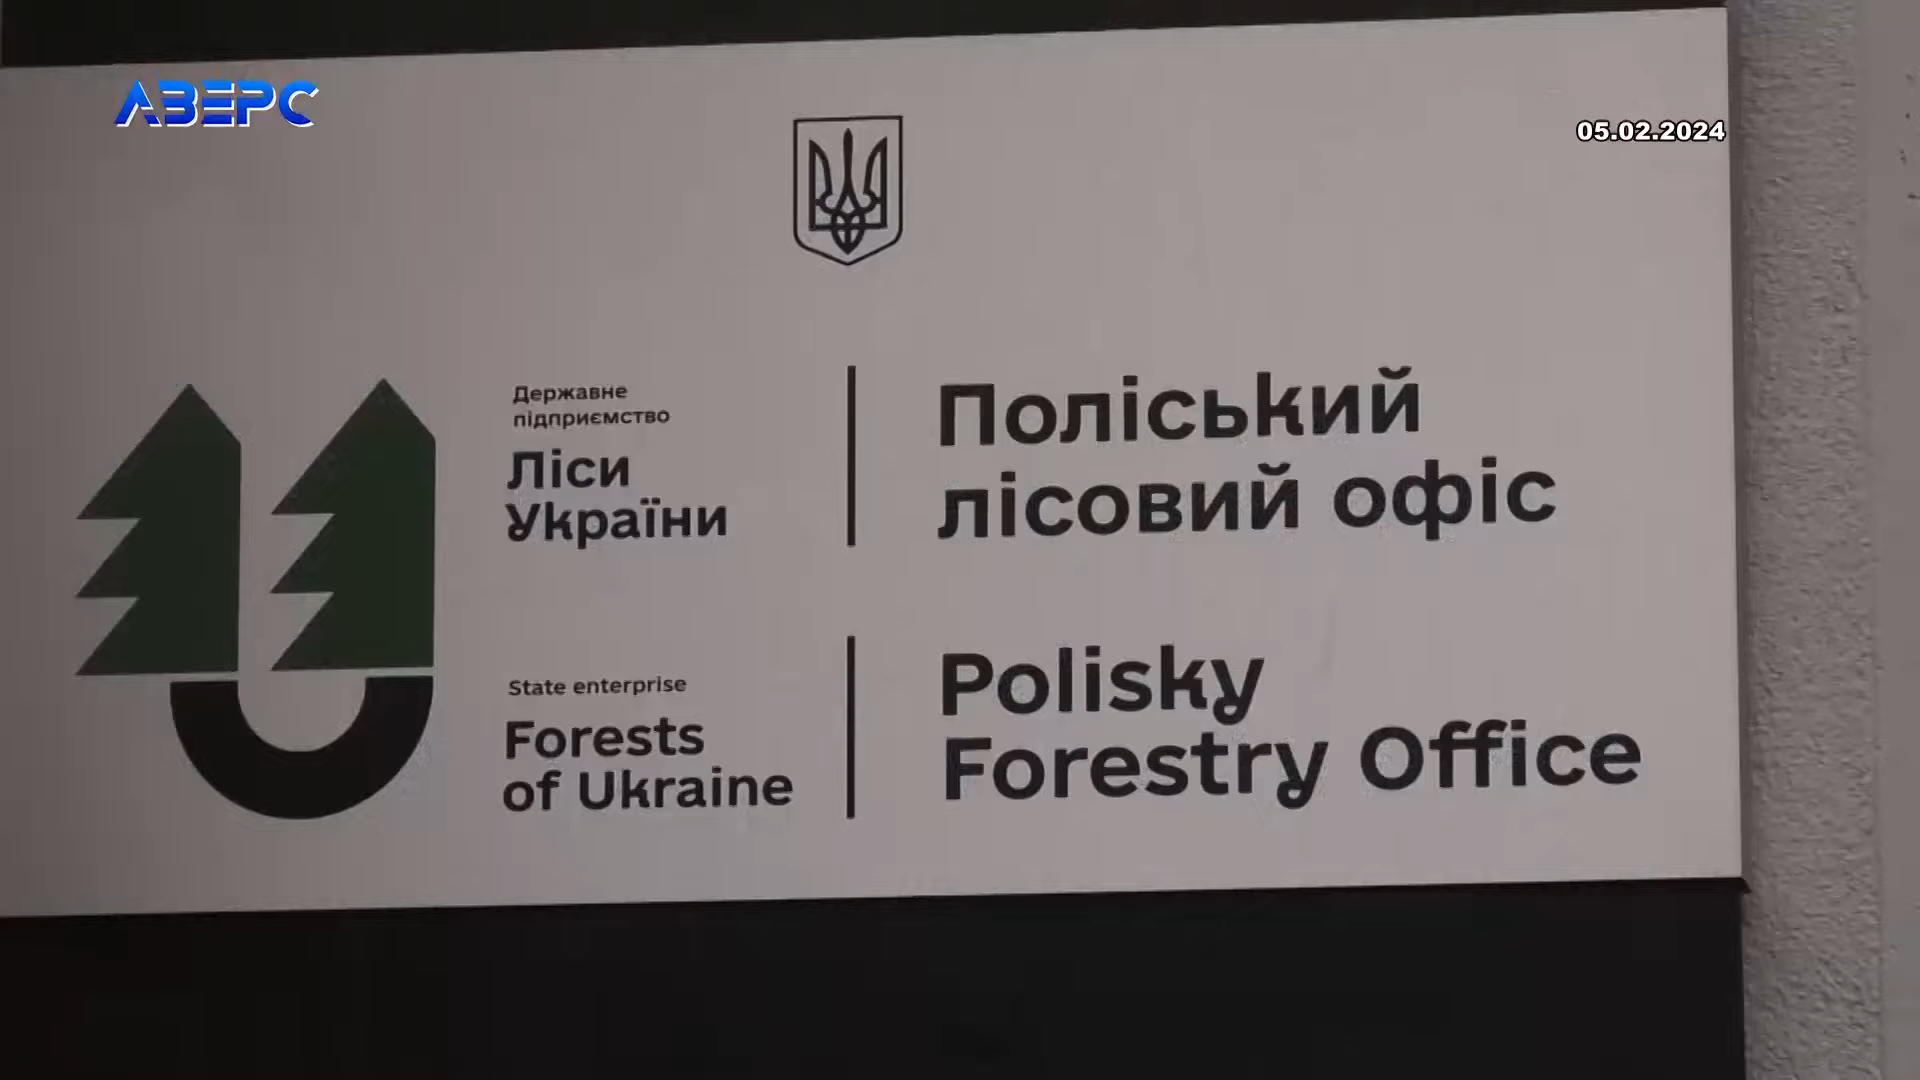 АВЕРС
05.02.2024
Державне
підприємство
Ліси
України
Поліський
лісовий офіс
State enterprise
Forests
of Ukraine
Polisky
Forestry Office